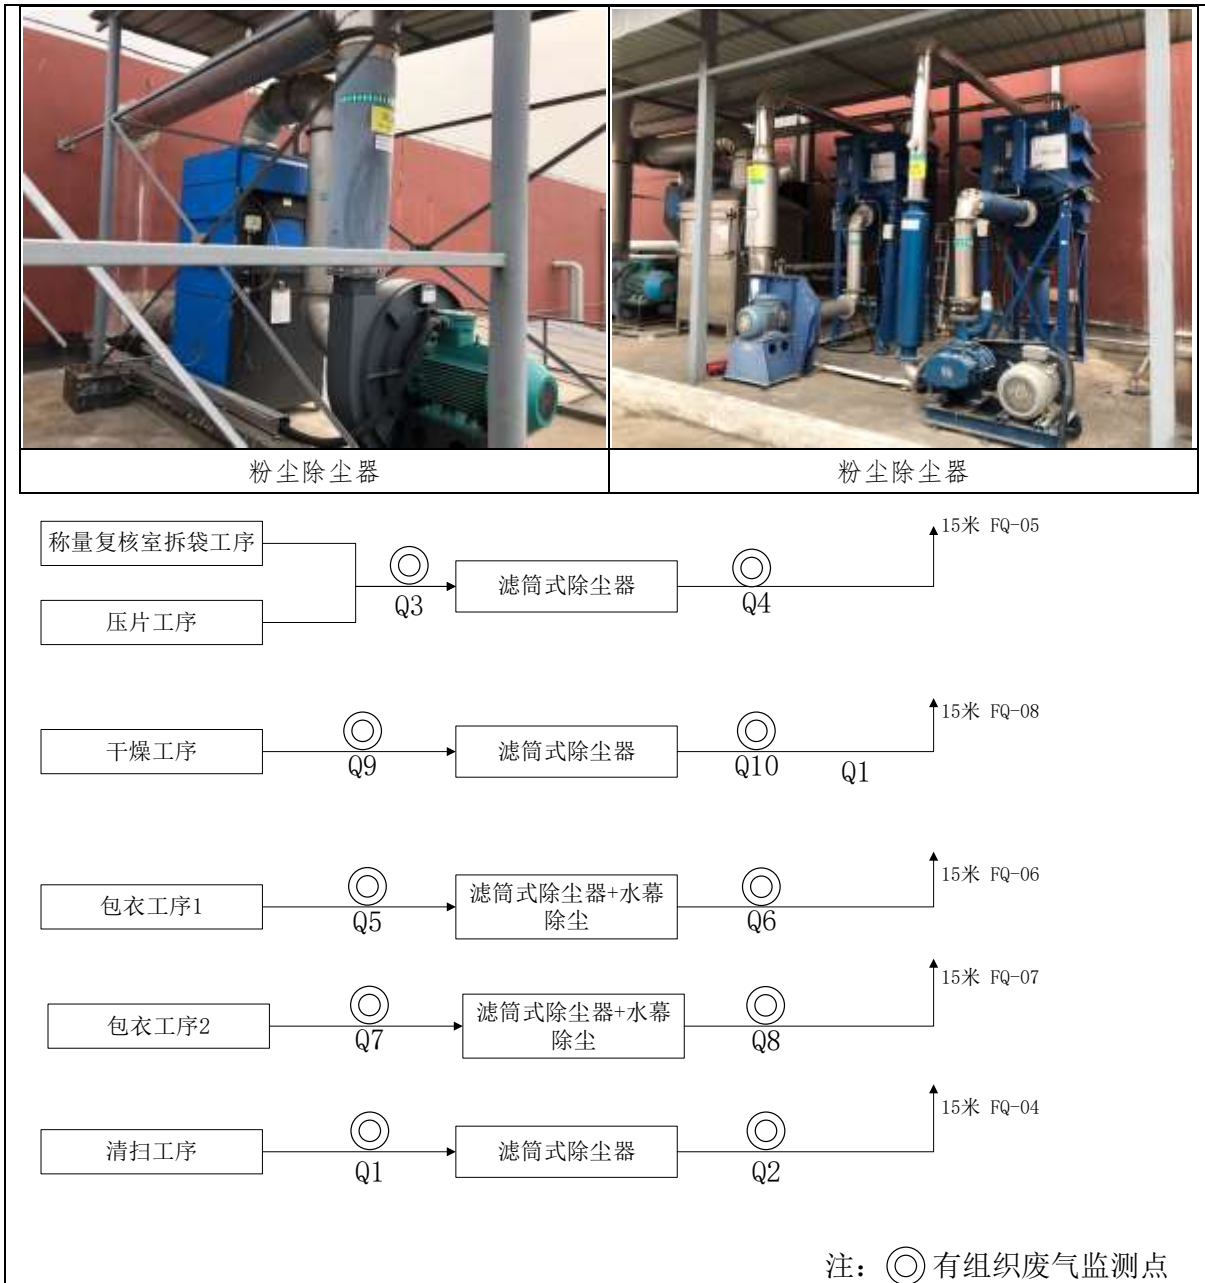 粉尘除尘器
粉尘除尘器
称量复核室拆袋工序
压片工序
Q3
滤筒式除尘器
Q4
15米 FQ-05
干燥工序
Q9
滤筒式除尘器
Q10
Q1
15米 FQ-08
包衣工序1
Q5
滤筒式除尘器+水幕
除尘
Q6
15米 FQ-06
包衣工序2
Q7
滤筒式除尘器+水幕
除尘
Q8
15米 FQ-07
清扫工序
Q1
滤筒式除尘器
Q2
15米 FQ-04
注：◎有组织废气监测点